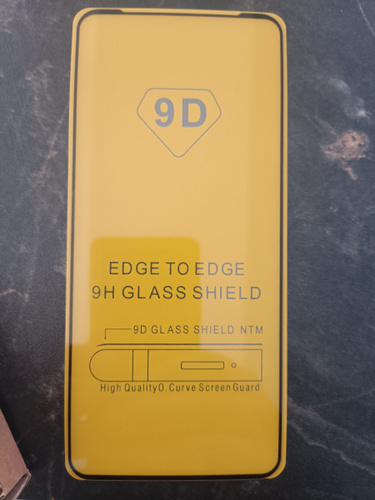 9D
EDGE TO EDGE
9H GLASS SHIELD
9D GLASS SHIELD NTM
High QualityO. Curve Screen Guard